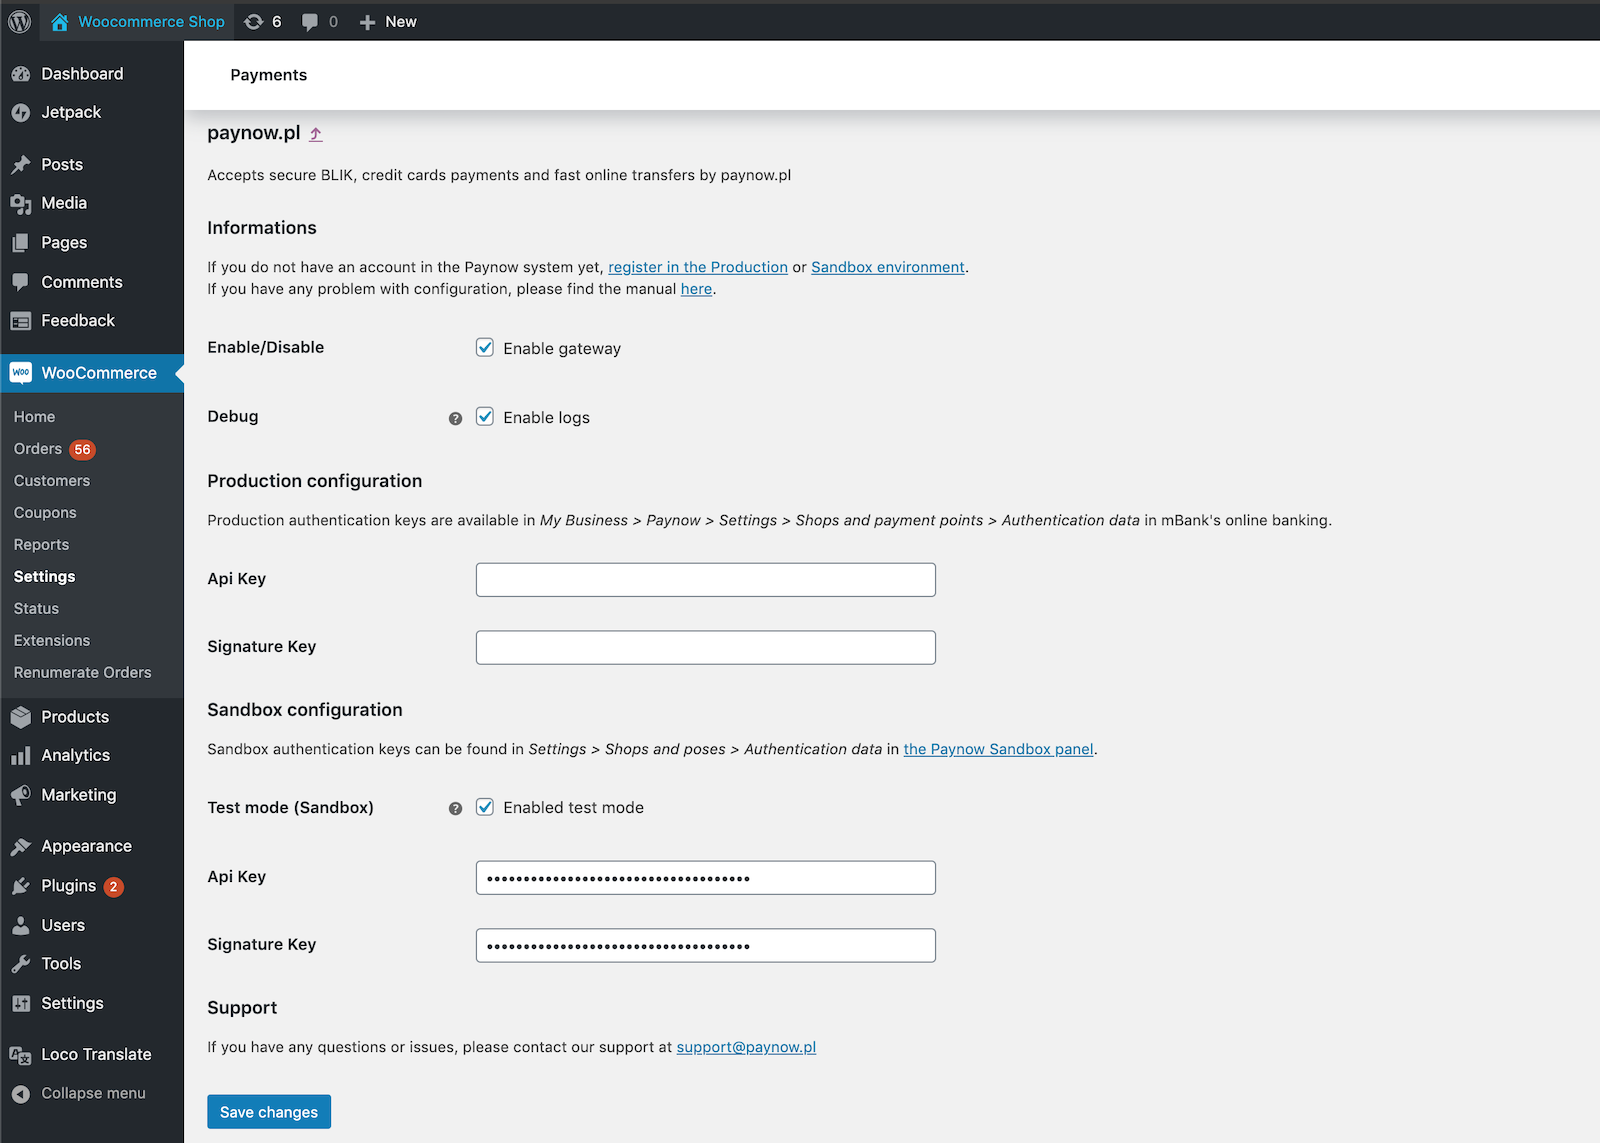 Woocommerce Shop 6 0 New
Dashboard
Jetpack
Posts
Media
Pages
Comments
Feedback
woo WooCommerce
Home
Orders 56
Customers
Coupons
Reports
Settings
Status
Extensions
Renumerate Orders
Products
Analytics
Marketing
Appearance
Plugins 2
Users
Tools
Settings
Loco Translate
Collapse menu
Payments
paynow.pl
Accepts secure BLIK, credit cards payments and fast online transfers by paynow.pl
Informations
If you do not have an account in the Paynow system yet, register in the Production or Sandbox environment.
If you have any problem with configuration, please find the manual here.
Enable/Disable Enable gateway
Debug ? Enable logs
Production configuration
Production authentication keys are available in My Business > Paynow > Settings > Shops and payment points > Authentication data in mBank's online banking.
Api Key
Signature Key
Sandbox configuration
Sandbox authentication keys can be found in Settings > Shops and poses > Authentication data in the Paynow Sandbox panel.
Test mode (Sandbox) ? Enabled test mode
Api Key
Signature Key
Support
If you have any questions or issues, please contact our support at support@paynow.pl
Save changes